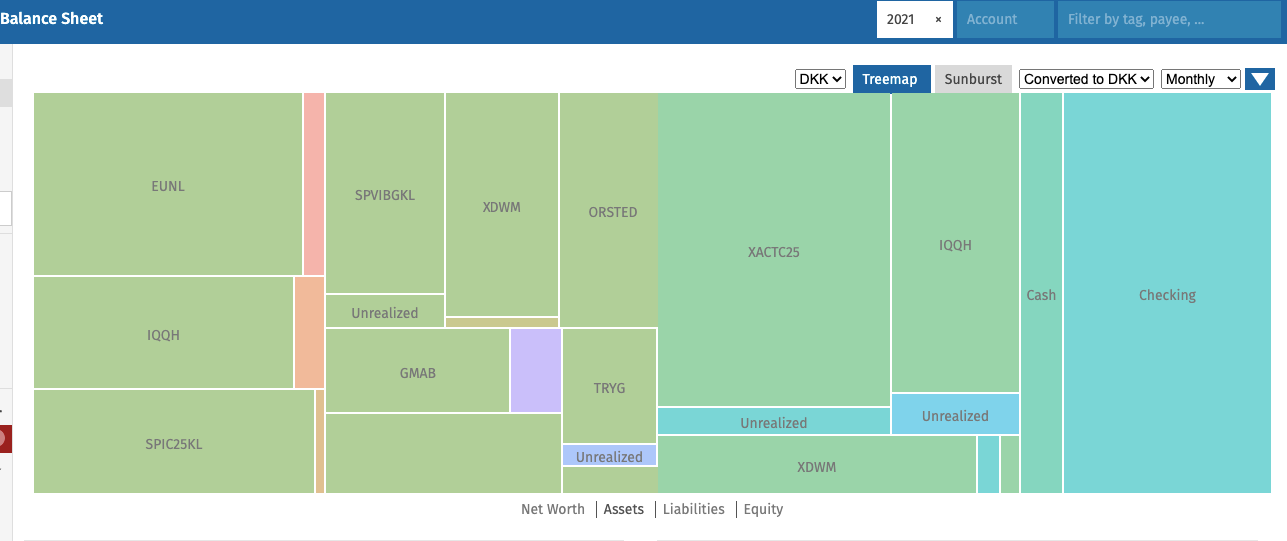 Balance Sheet
2021 × Account Filter by tag, payee, ...
DKK Treemap Sunburst Converted to DKK Monthly
EUNL
SPVIBGKL
XDWM
ORSTED
XACTC25
IQQH
Cash
Checking
Unrealized
IQQH
GMAB
TRYG
Unrealized
Unrealized
SPIC25KL
Unrealized
XDWM
Net Worth Assets Liabilities Equity